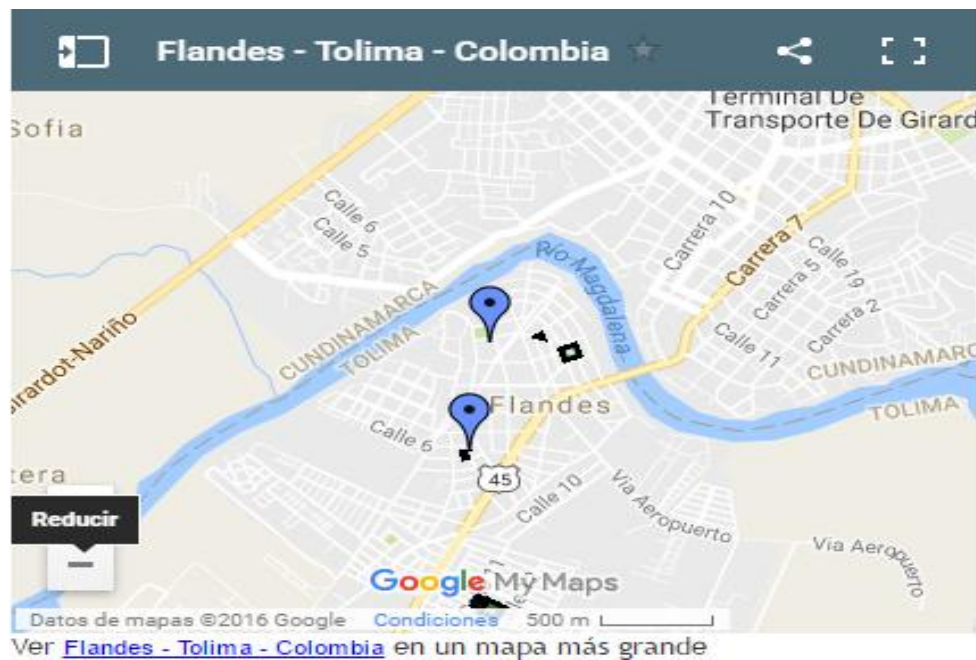 Flandes - Tolima - Colombia
Terminal De
Transporte De Girard
Sofia
Calle 6
Calle 5
Carrera 10
Carrera 7
Calle 19
Carrera 5
Carrera 2
Río Magdalena
CUNDINAMARCA
TOLIMA
Girardot-Nariño
Calle 11
CUNDINAMARC
TOLIMA
Flandes
Calle 6
tera
45
Calle 10
Via Aeropuerto
Via Aeropuerto
Reducir
Google My Maps
Datos de mapas ©2016 Google Condiciones 500 m
Ver Flandes - Tolima - Colombia en un mapa más grande